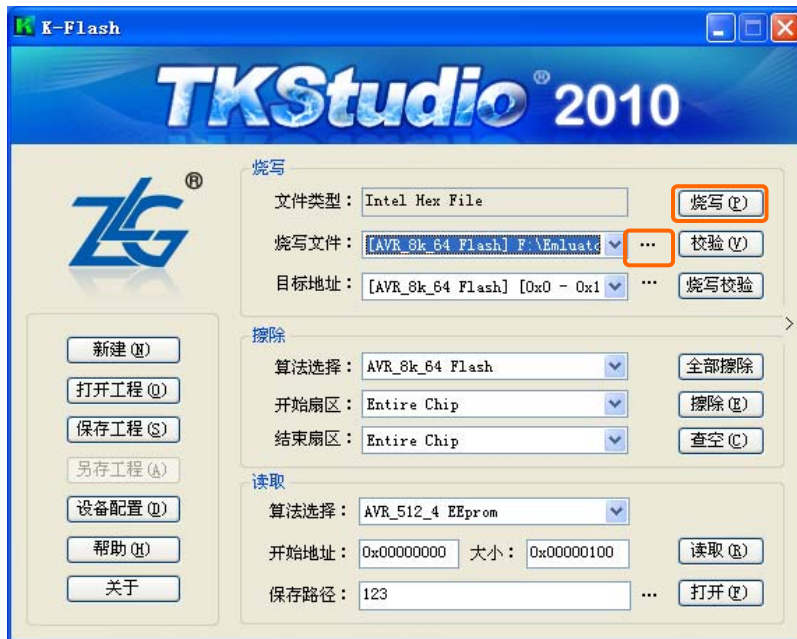 K-Flash
TKStudio® 2010
ZLG®
烧写
文件类型： Intel Hex File 烧写(P)
烧写文件： [AVR_8k_64 Flash] F:\Emluato ... 校验(V)
目标地址： [AVR_8k_64 Flash] [0x0 - 0x1 ... 烧写校验
擦除
算法选择： AVR_8k_64 Flash 全部擦除
开始扇区： Entire Chip 擦除(E)
结束扇区： Entire Chip 查空(C)
读取
算法选择： AVR_512_4 EEprom
开始地址： 0x00000000 大小： 0x00000100 读取(R)
保存路径： 123 ... 打开(F)
新建(N)
打开工程(O)
保存工程(S)
另存工程(A)
设备配置(D)
帮助(H)
关于